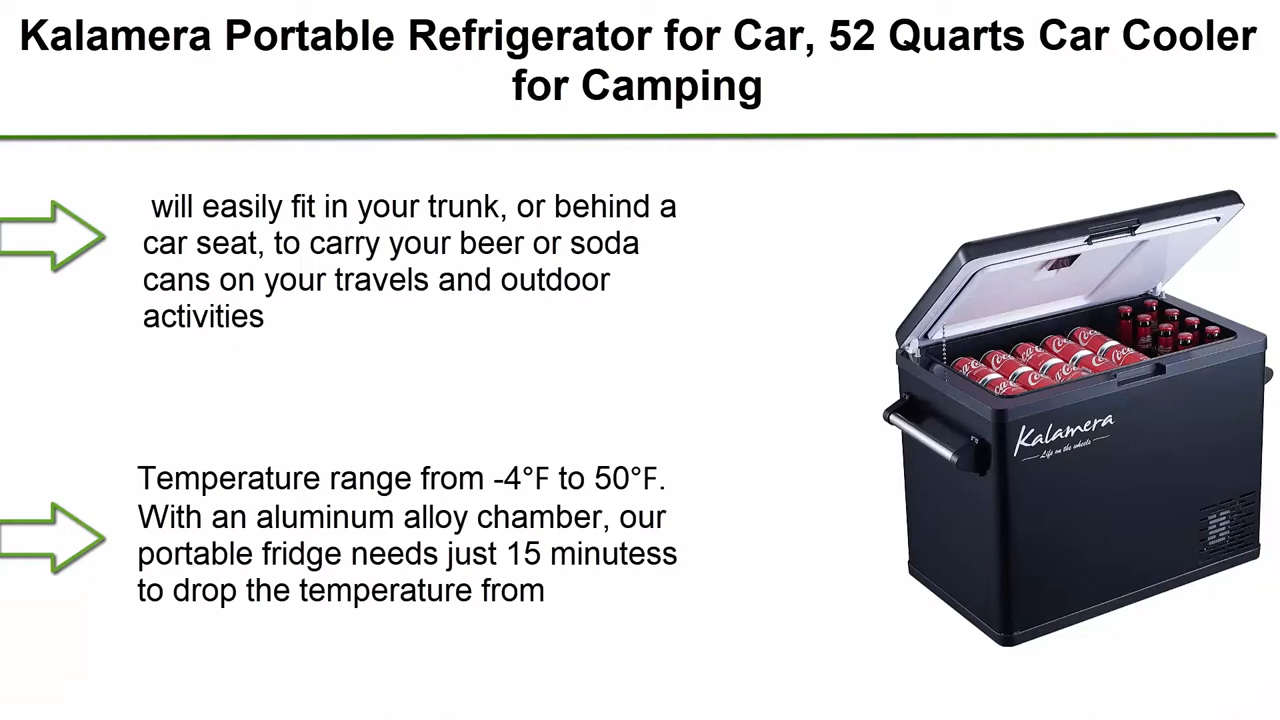 Kalamera Portable Refrigerator for Car, 52 Quarts Car Cooler
for Camping
will easily fit in your trunk, or behind a
car seat, to carry your beer or soda
cans on your travels and outdoor
activities
Temperature range from -4°F to 50°F.
With an aluminum alloy chamber, our
portable fridge needs just 15 minutess
to drop the temperature from
Kalamera
Life on the wheels